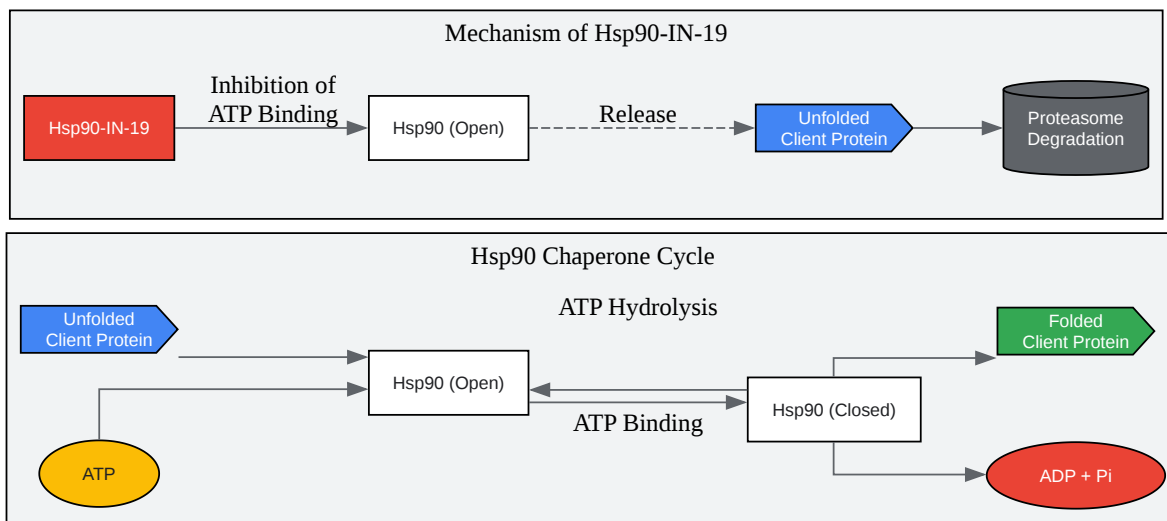 Mechanism of Hsp90-IN-19
Hsp90-IN-19
Inhibition of
ATP Binding
Hsp90 (Open)
Release
Unfolded
Client Protein
Proteasome
Degradation
Hsp90 Chaperone Cycle
Unfolded
Client Protein
ATP Hydrolysis
Folded
Client Protein
Hsp90 (Open)
Hsp90 (Closed)
ATP Binding
ATP
ADP + Pi